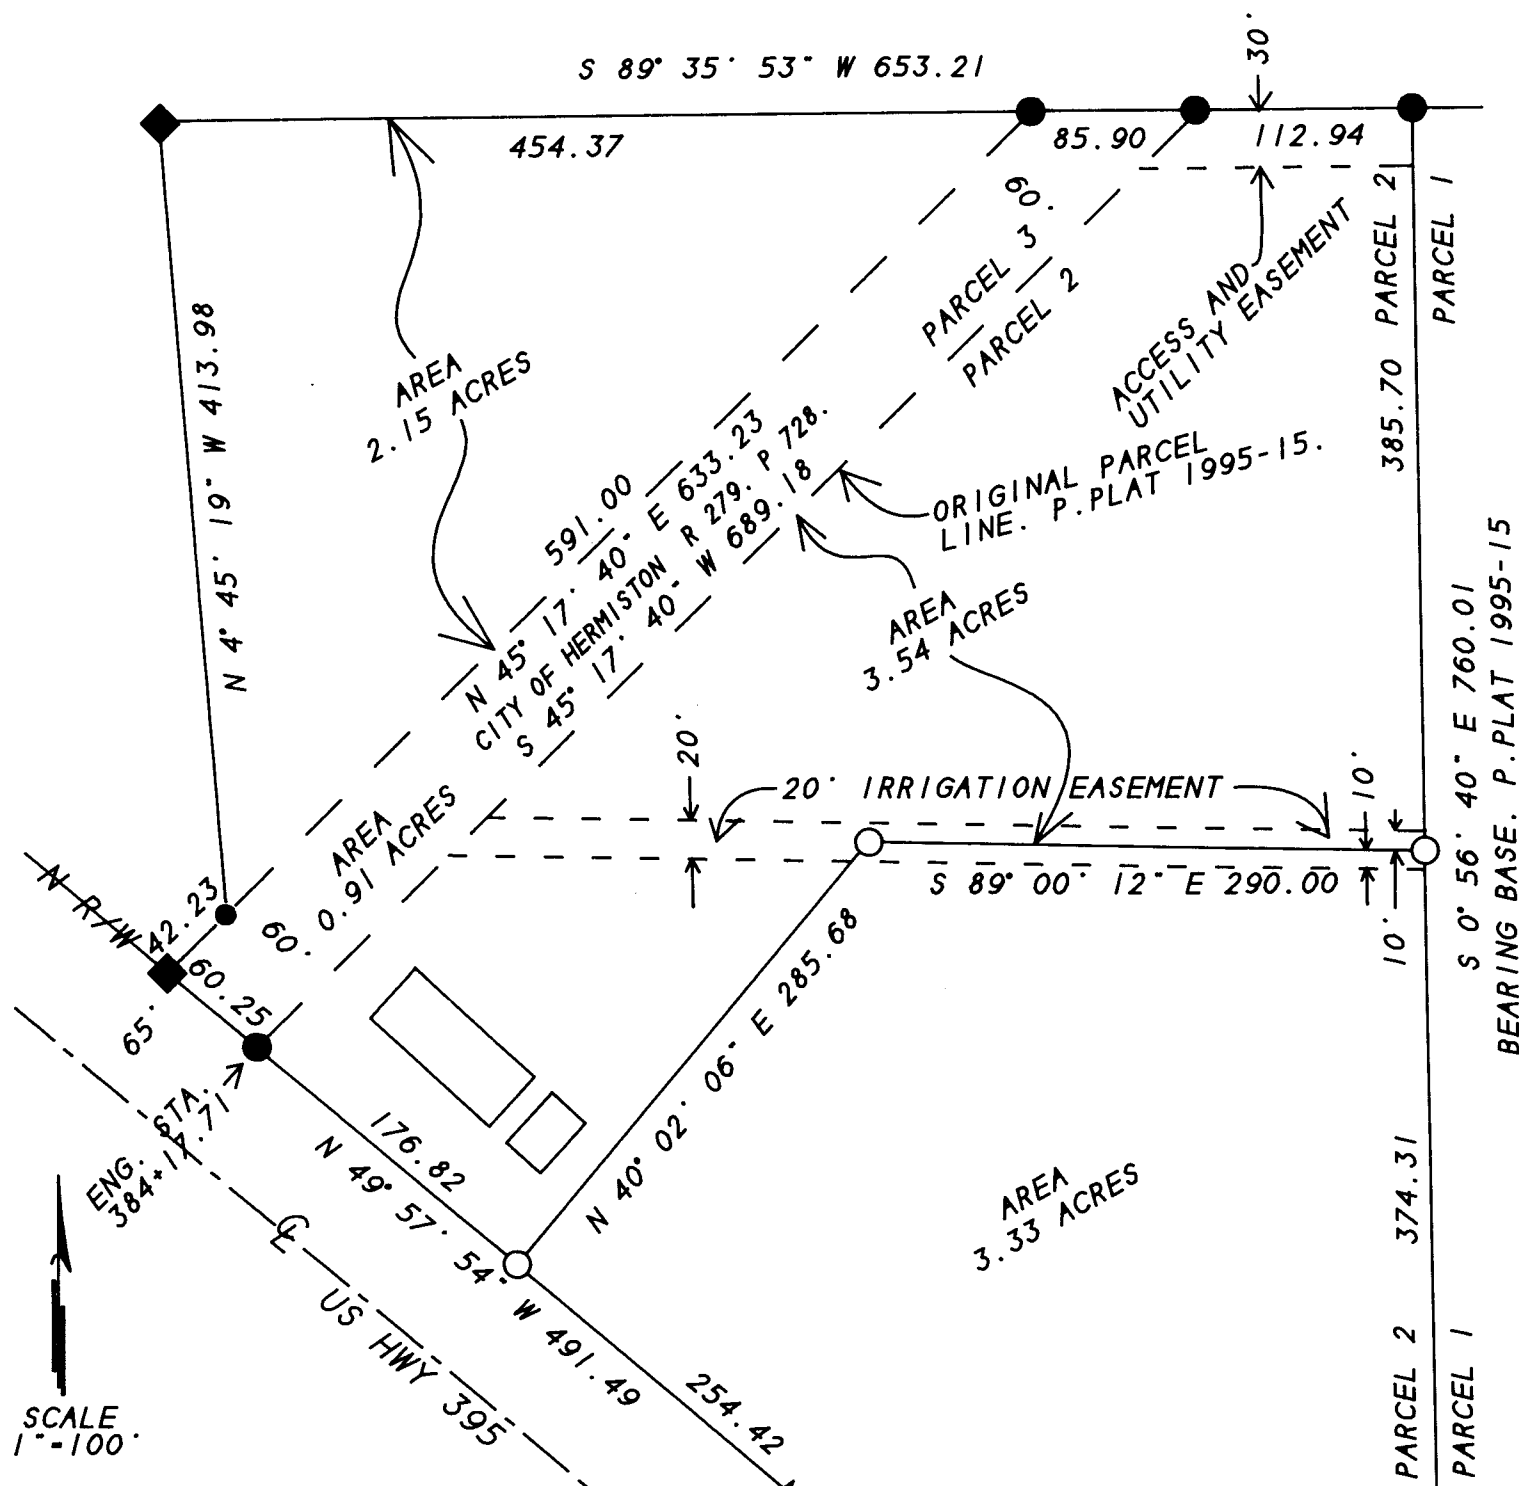 S 89° 35' 53" W 653.21
30'
454.37
85.90
112.94
60'
PARCEL 3
PARCEL 2
ACCESS AND
UTILITY EASEMENT
PARCEL 2
PARCEL 1
385.70
N 4° 45' 19" W 413.98
AREA
2.15 ACRES
591.00
N 45° 17' 40" E 633.23
CITY OF HERMISTON R 279. P 728.
S 45° 17' 40" W 689.18
ORIGINAL PARCEL
LINE. P.PLAT 1995-15.
AREA
3.54 ACRES
S 0° 56' 40" E 760.01
BEARING BASE. P.PLAT 1995-15
20'
20' IRRIGATION EASEMENT
10'
S 89° 00' 12" E 290.00
10'
AREA
0.91 ACRES
60'
N R/W
42.23
60.25
65'
ENG. STA.
384+17.71
176.82
N 49° 57' 54" W 491.49
N 40° 02' 06" E 285.68
254.42
AREA
3.33 ACRES
374.31
PARCEL 2
PARCEL 1
CL
US HWY 395
SCALE
1"=100'